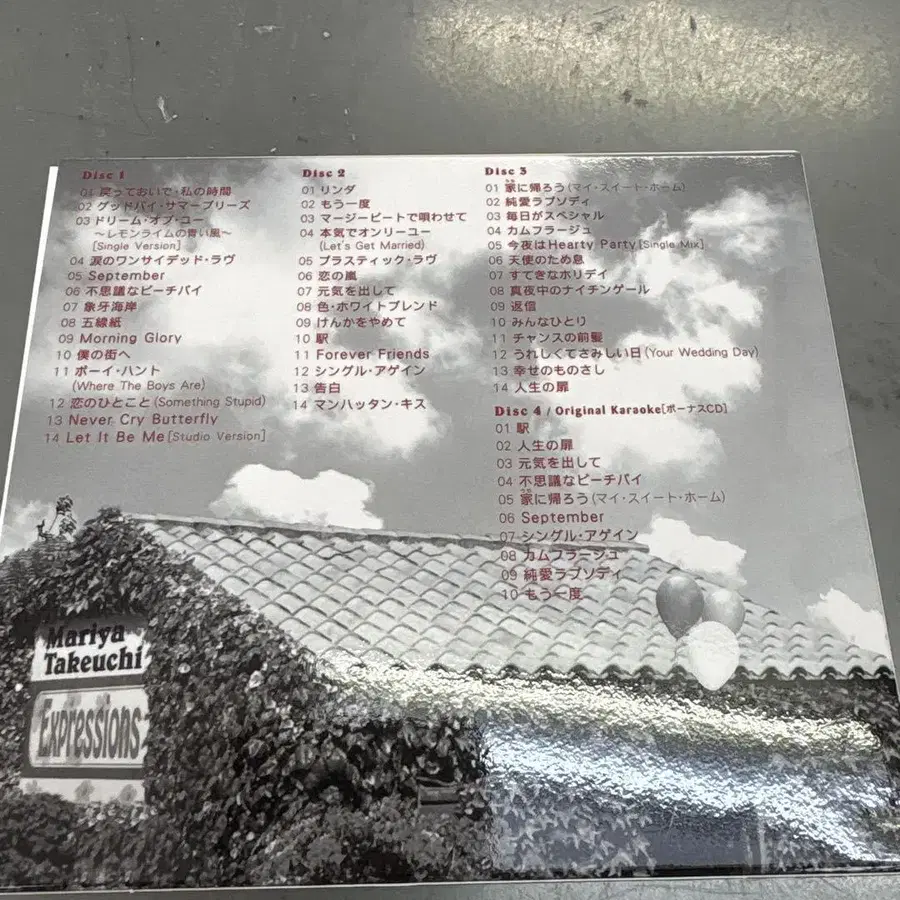 Disc 1
01 戻っておいで・私の時間
02 グッドバイ・サマーブリーズ
03 ドリーム・オブ・ユー
〜レモンライムの青い風〜
[Single Version]
04 涙のワンサイデッド・ラヴ
05 September
06 不思議なピーチパイ
07 象牙海岸
08 五線紙
09 Morning Glory
10 僕の街へ
11 ボーイ・ハント
(Where The Boys Are)
12 恋のひとこと (Something Stupid)
13 Never Cry Butterfly
14 Let It Be Me [Studio Version]
Disc 2
01 リンダ
02 もう一度
03 マージービートで唄わせて
04 本気でオンリーユー
(Let's Get Married)
05 プラスティック・ラヴ
06 恋の嵐
07 元気を出して
08 色・ホワイトブレンド
09 けんかをやめて
10 駅
11 Forever Friends
12 シングル・アゲイン
13 告白
14 マンハッタン・キス
Disc 3
01 家に帰ろう (マイ・スイート・ホーム)
02 純愛ラプソディ
03 毎日がスペシャル
04 カムフラージュ
05 今夜はHearty Party [Single Mix]
06 天使のため息
07 すてきなホリデイ
08 真夜中のナイチンゲール
09 返信
10 みんなひとり
11 チャンスの前髪
12 うれしくてさみしい日 (Your Wedding Day)
13 幸せのものさし
14 人生の扉
Disc 4 / Original Karaoke [ボーナスCD]
01 駅
02 人生の扉
03 元気を出して
04 不思議なピーチパイ
05 家に帰ろう (マイ・スイート・ホーム)
06 September
07 シングル・アゲイン
08 カムフラージュ
09 純愛ラプソディ
10 もう一度
Mariya
Takeuchi
Expressions